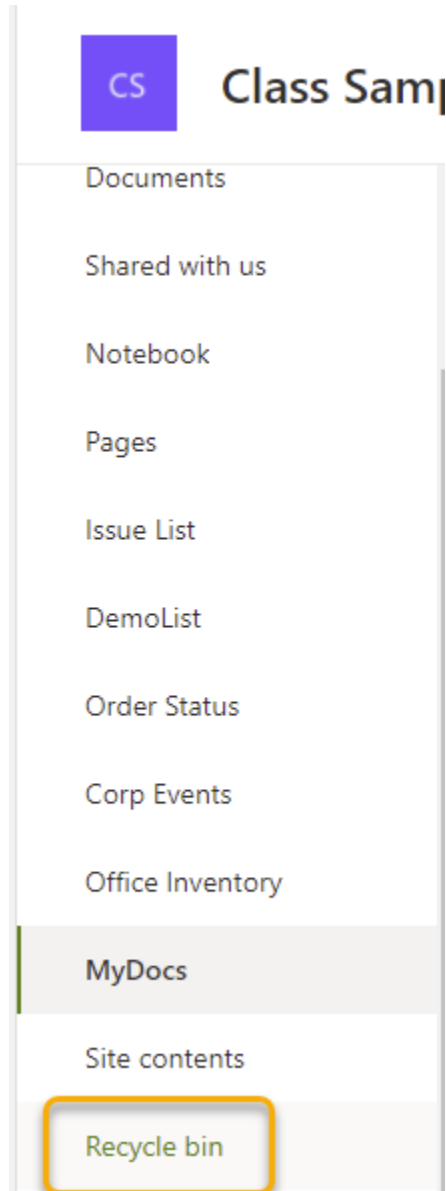 CS
Class Samp
Documents
Shared with us
Notebook
Pages
Issue List
DemoList
Order Status
Corp Events
Office Inventory
MyDocs
Site contents
Recycle bin